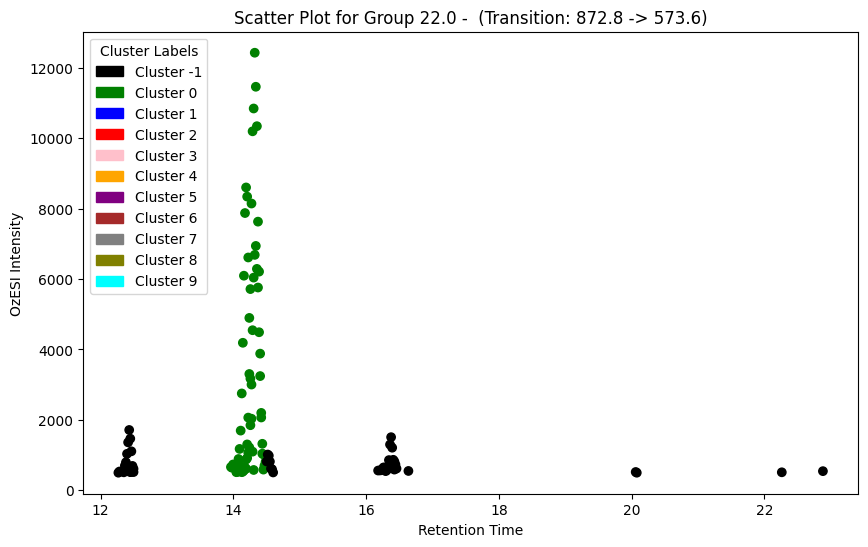 Scatter Plot for Group 22.0 -  (Transition: 872.8 -> 573.6)
Cluster Labels
Cluster -1
Cluster 0
Cluster 1
Cluster 2
Cluster 3
Cluster 4
Cluster 5
Cluster 6
Cluster 7
Cluster 8
Cluster 9
OzESI Intensity
12000
10000
8000
6000
4000
2000
0
12 14 16 18 20 22
Retention Time